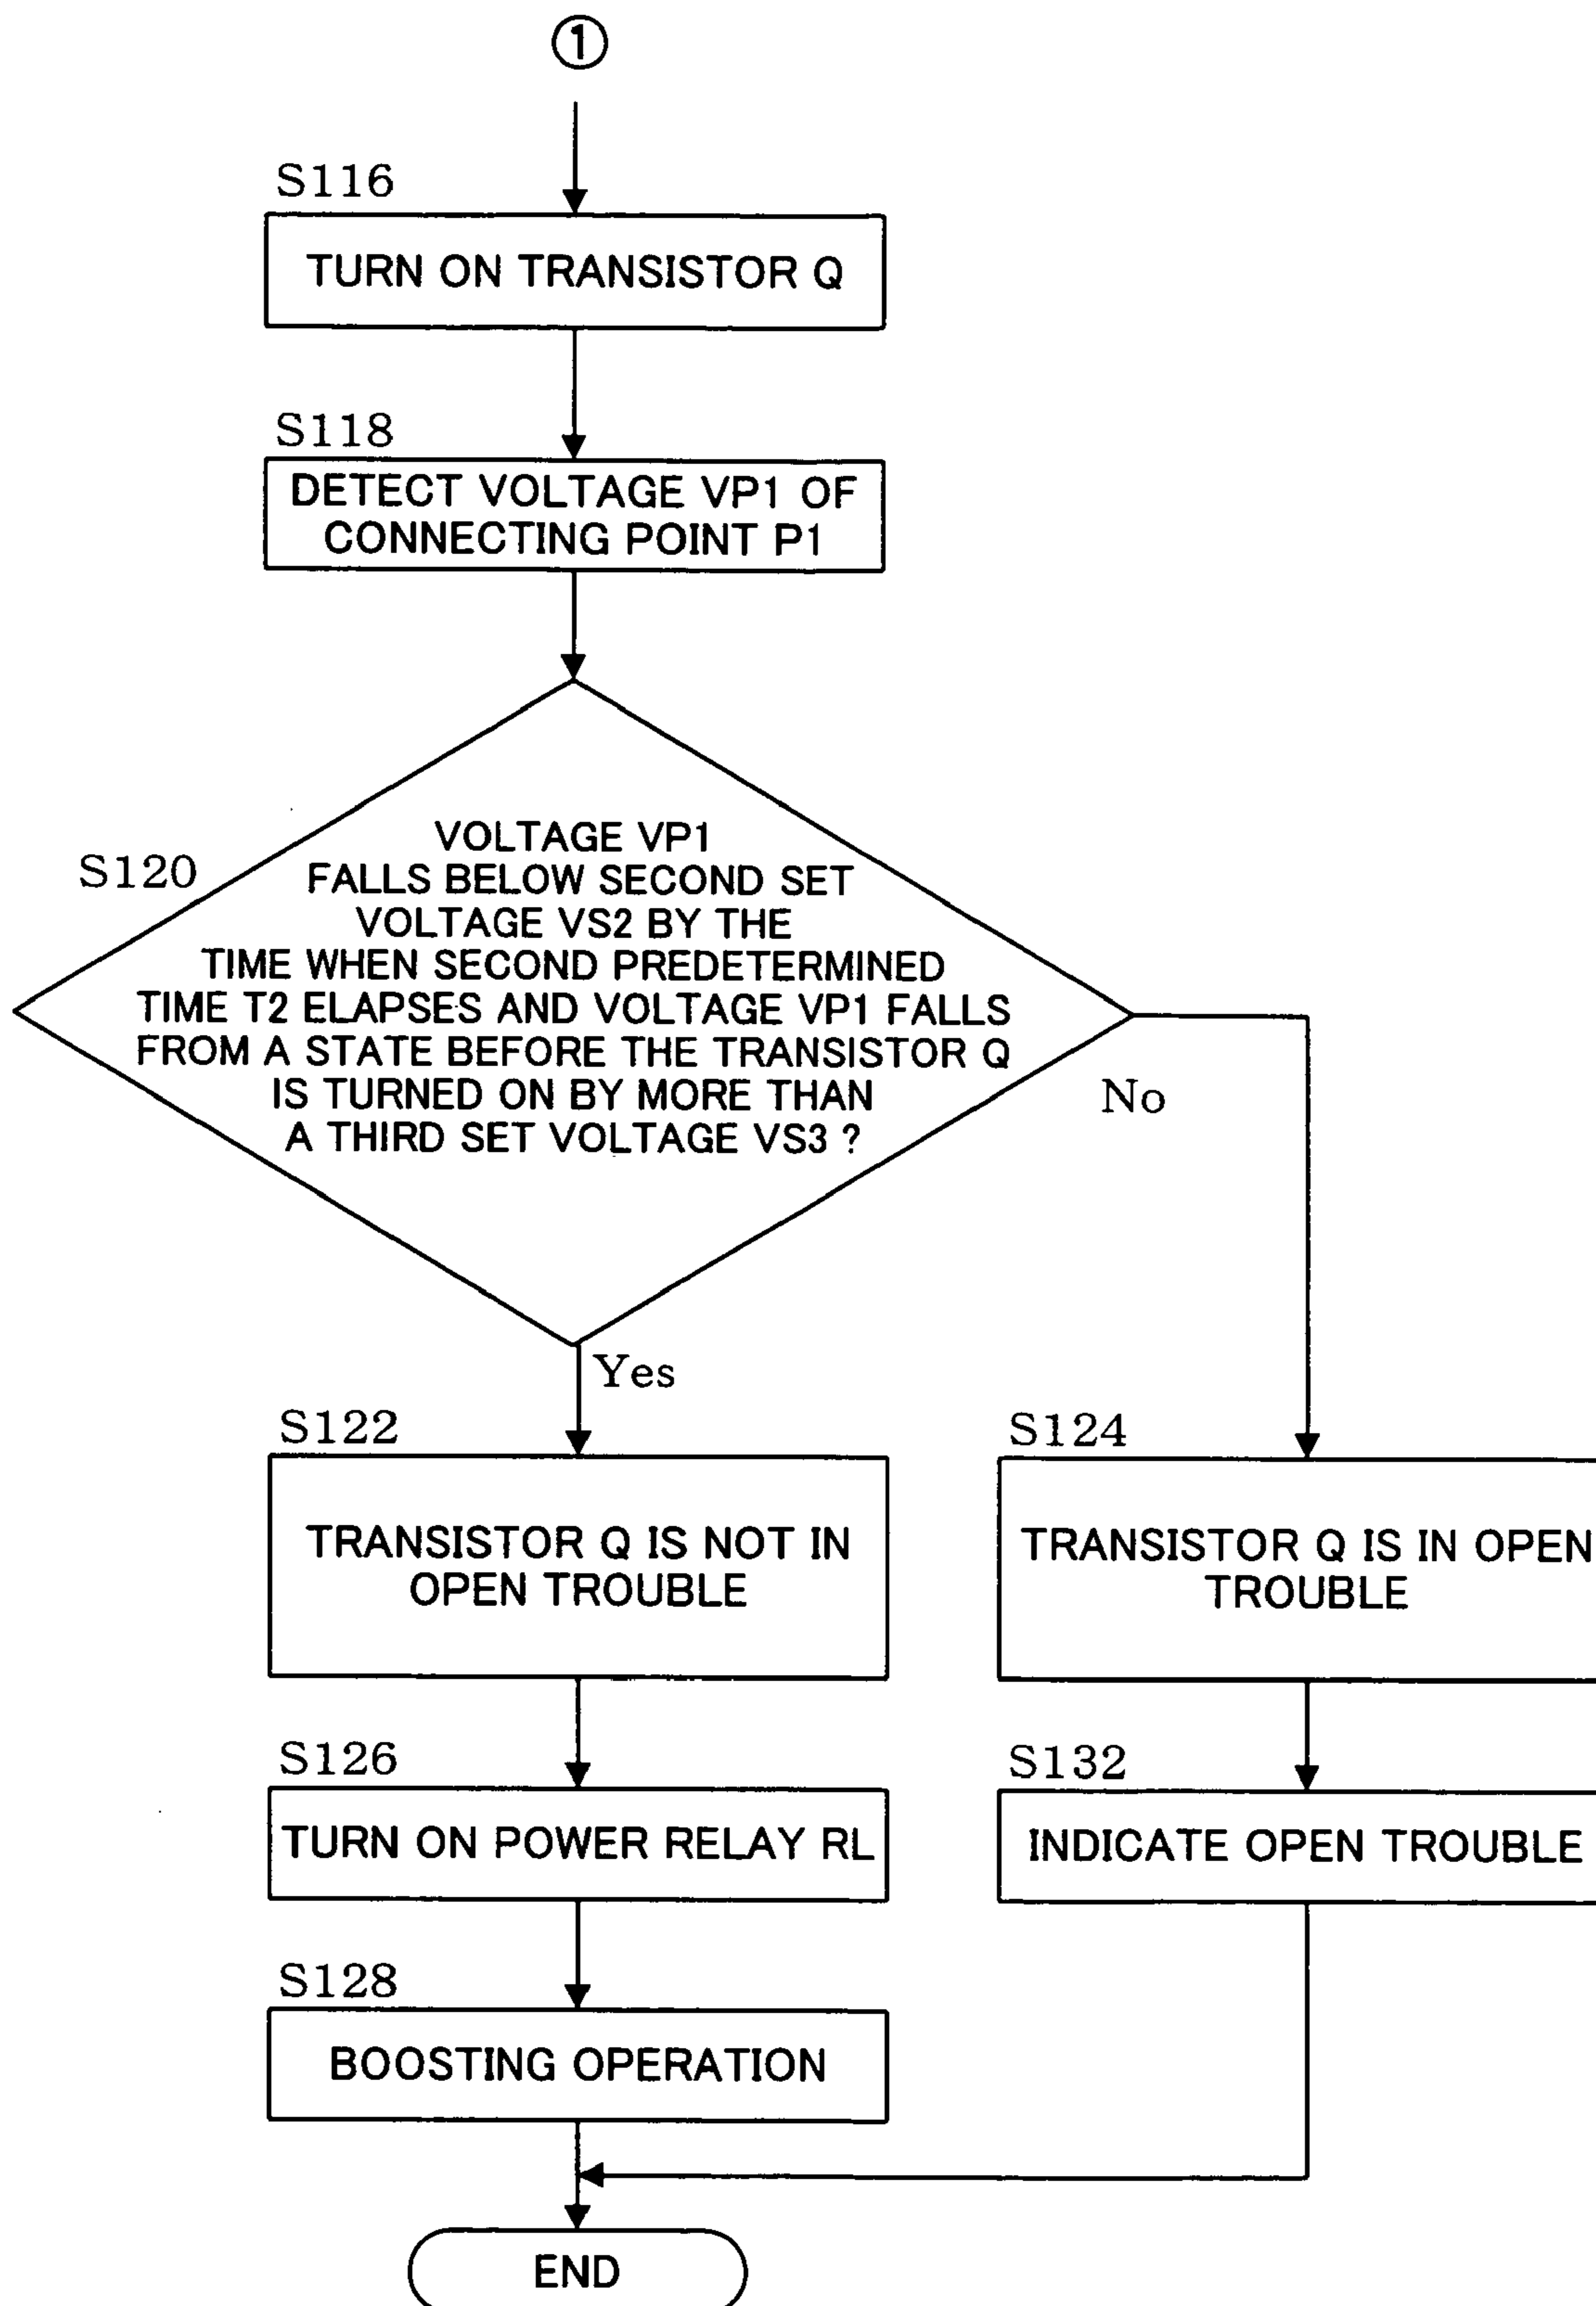 ①
S116
TURN ON TRANSISTOR Q
S118
DETECT VOLTAGE VP1 OF
CONNECTING POINT P1
S120
VOLTAGE VP1
FALLS BELOW SECOND SET
VOLTAGE VS2 BY THE
TIME WHEN SECOND PREDETERMINED
TIME T2 ELAPSES AND VOLTAGE VP1 FALLS
FROM A STATE BEFORE THE TRANSISTOR Q
IS TURNED ON BY MORE THAN
A THIRD SET VOLTAGE VS3 ?
No
Yes
S122
TRANSISTOR Q IS NOT IN
OPEN TROUBLE
S124
TRANSISTOR Q IS IN OPEN
TROUBLE
S126
TURN ON POWER RELAY RL
S132
INDICATE OPEN TROUBLE
S128
BOOSTING OPERATION
END